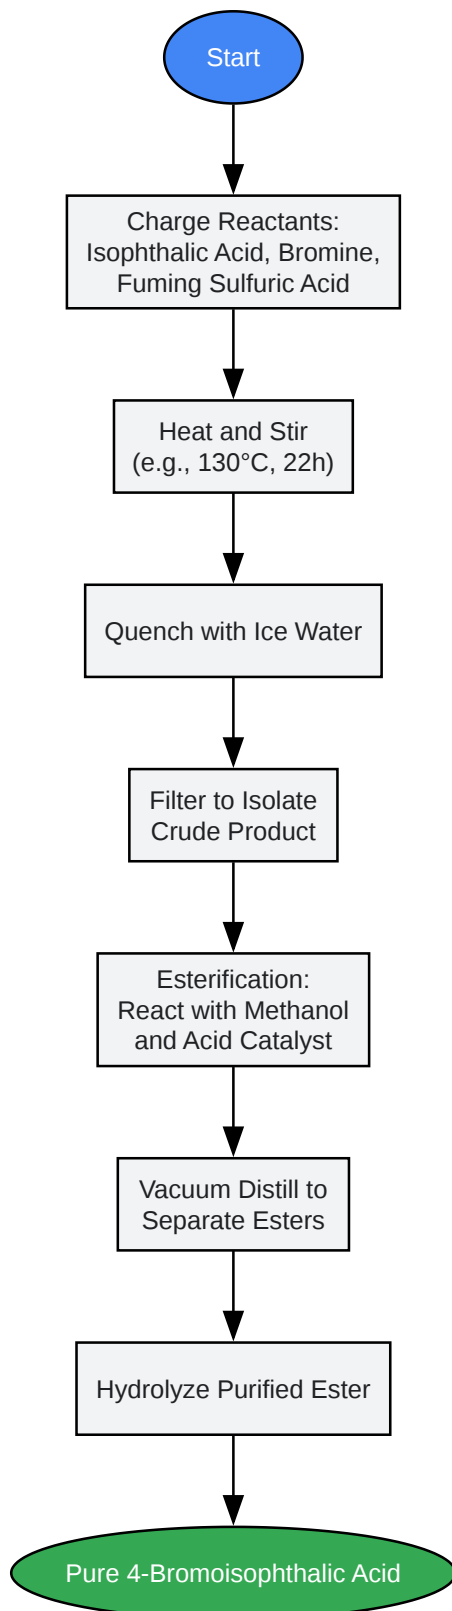 Start
Charge Reactants:
Isophthalic Acid, Bromine,
Fuming Sulfuric Acid
Heat and Stir
(e.g., 130°C, 22h)
Quench with Ice Water
Filter to Isolate
Crude Product
Esterification:
React with Methanol
and Acid Catalyst
Vacuum Distill to
Separate Esters
Hydrolyze Purified Ester
Pure 4-Bromoisophthalic Acid